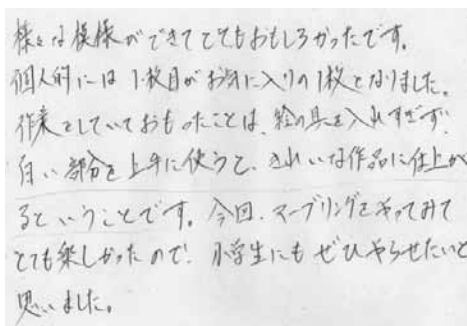 様々な模様ができてとてもおもしろかったです。
個人的には1枚目がお気に入りの1枚となりました。
作業をしていておもったことは、絵の具を入れすぎず、
白い部分を上手に使うと、きれいな作品に仕上が
るということです。今回、マーブリングをやってみて
とても楽しかったので、小学生にもぜひやらせたいと
思いました。